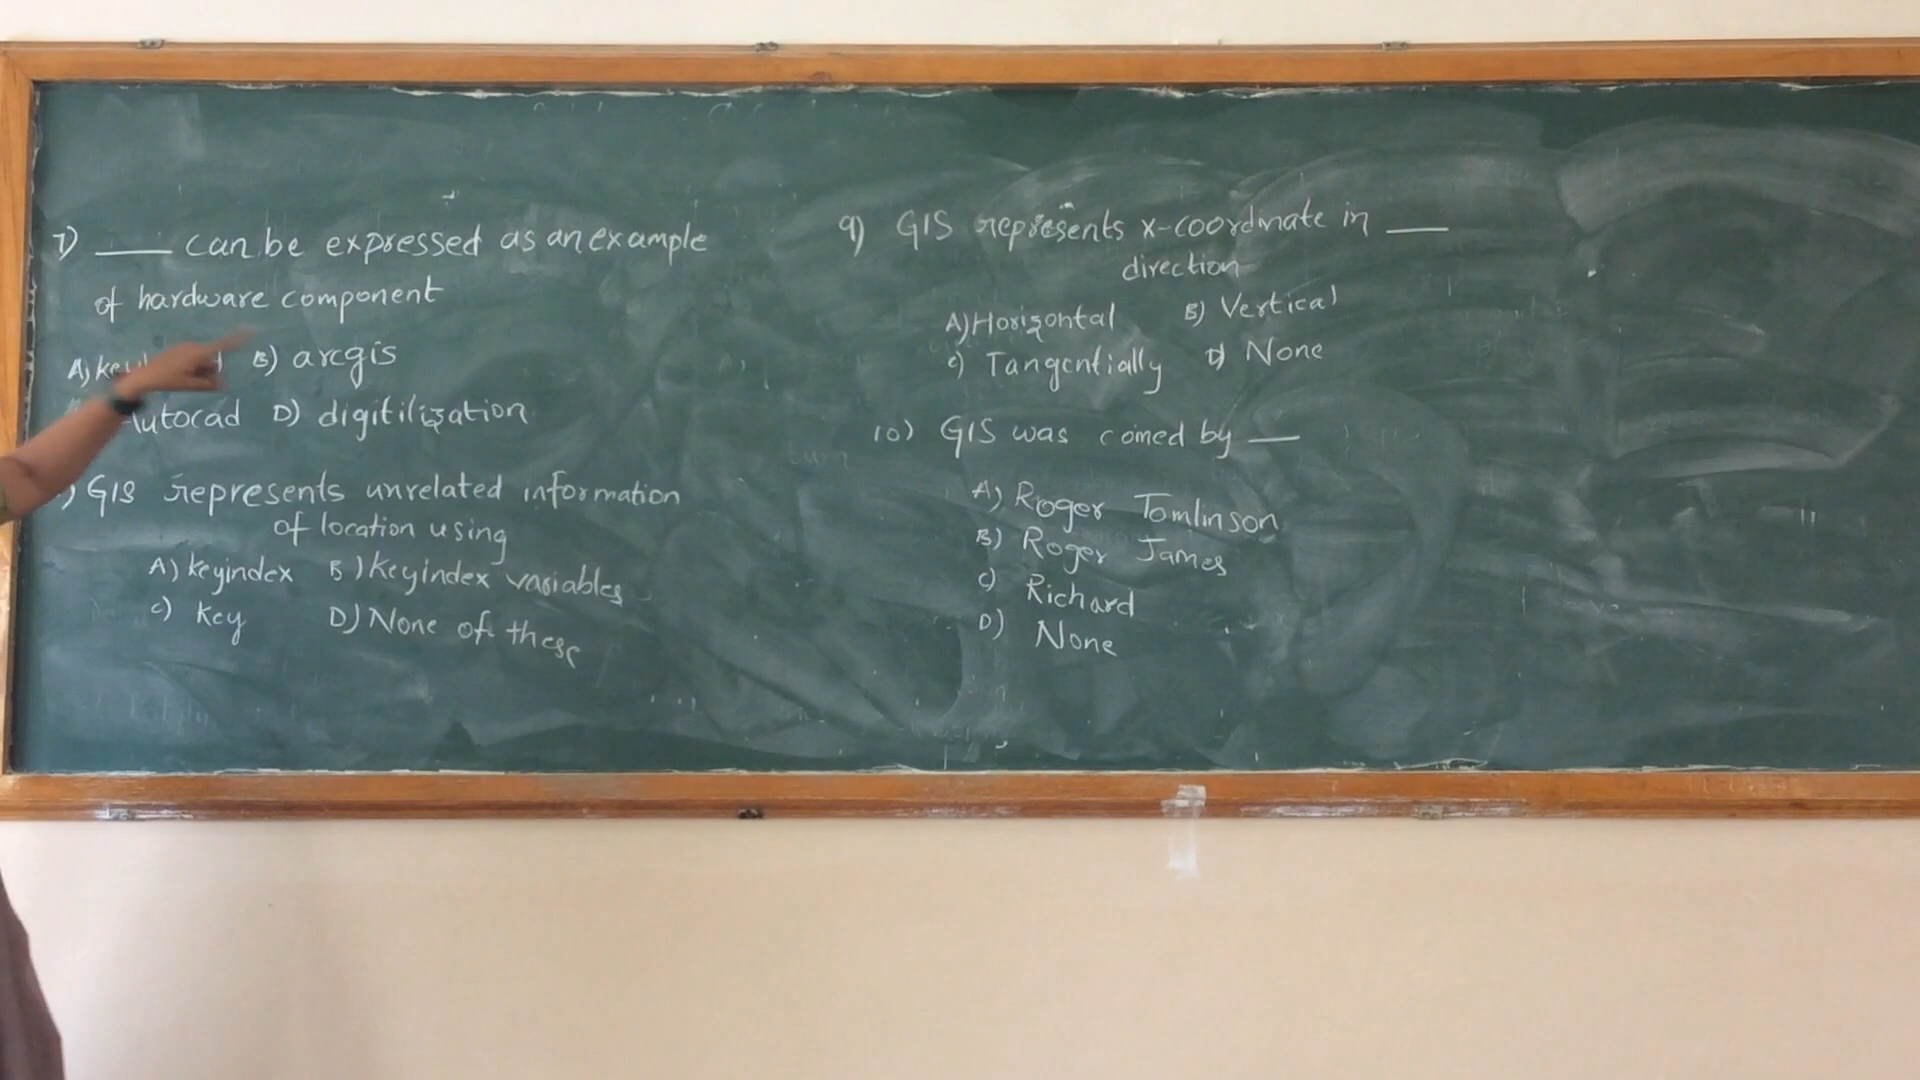 7) ___ can be expressed as an example
of hardware component
A) B) arcgis
utocad D) digitilization
) GIS represents unrelated information
of location using
A) keyindex B) keyindex variables
C) key D) None of these
9) GIS represents x-coordinate in ___
direction
A) Horizontal B) Vertical
C) Tangentially D) None
10) GIS was coined by ___
A) Roger Tomlinson
B) Roger James
C) Richard
D) None